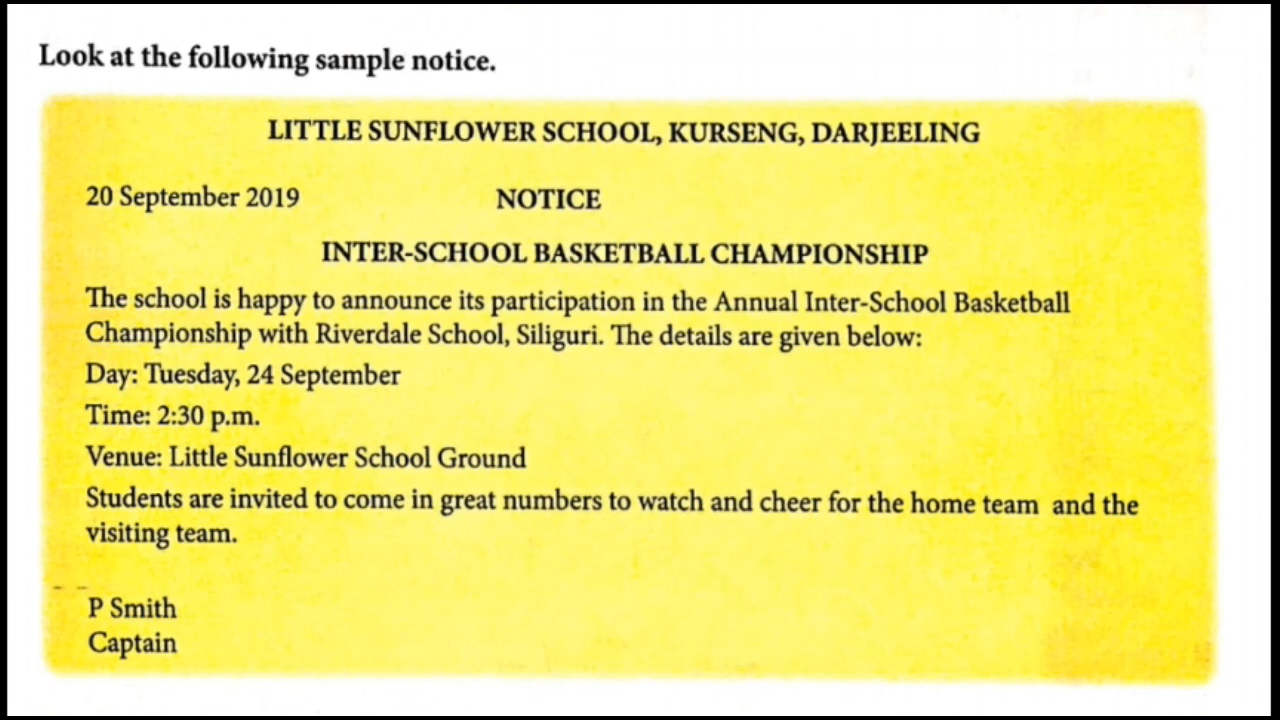 Look at the following sample notice.
LITTLE SUNFLOWER SCHOOL, KURSENG, DARJEELING
20 September 2019 NOTICE
INTER-SCHOOL BASKETBALL CHAMPIONSHIP
The school is happy to announce its participation in the Annual Inter-School Basketball
Championship with Riverdale School, Siliguri. The details are given below:
Day: Tuesday, 24 September
Time: 2:30 p.m.
Venue: Little Sunflower School Ground
Students are invited to come in great numbers to watch and cheer for the home team and the
visiting team.
P Smith
Captain